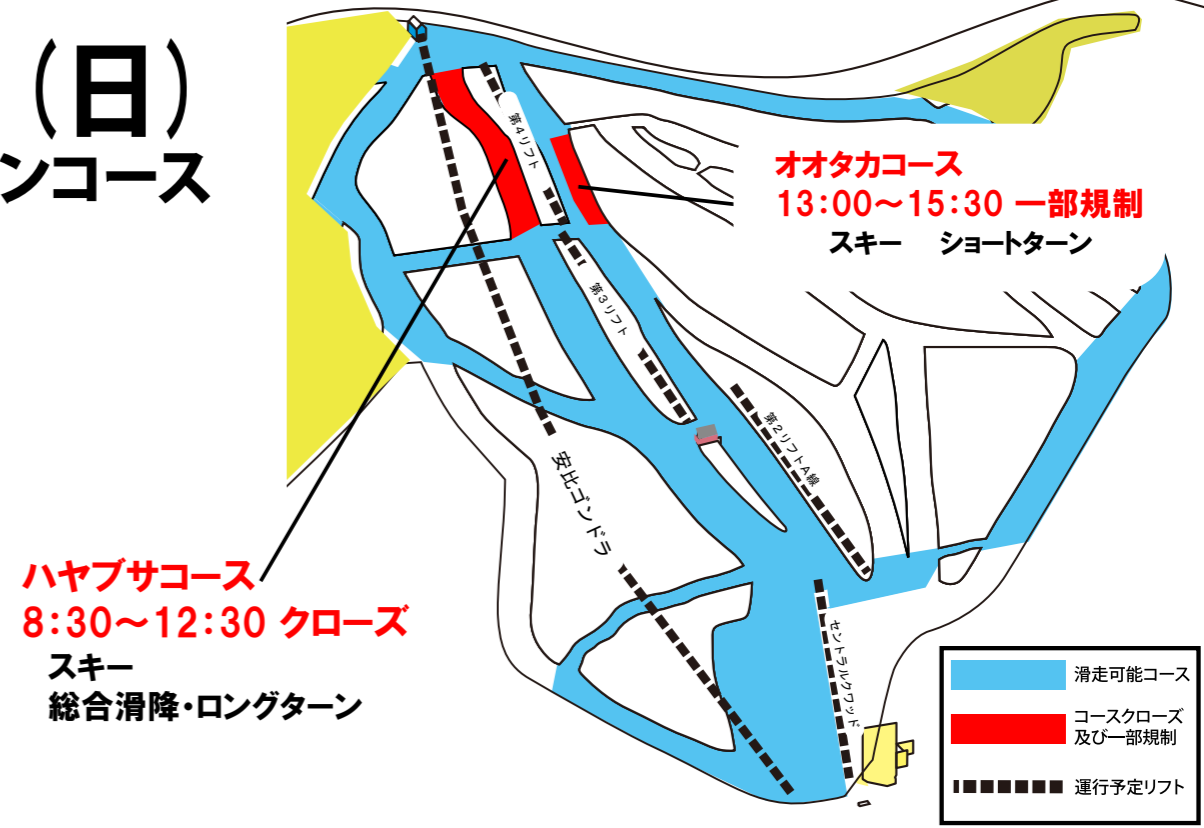 (日)
ンコース
第4リフト
オオタカコース
13:00~15:30 一部規制
スキー ショートターン
第3リフト
第2リフトA線
安比ゴンドラ
ハヤブサコース
8:30~12:30 クローズ
スキー
総合滑降・ロングターン
セントラルクワッド
滑走可能コース
コースクローズ
及び一部規制
運行予定リフト